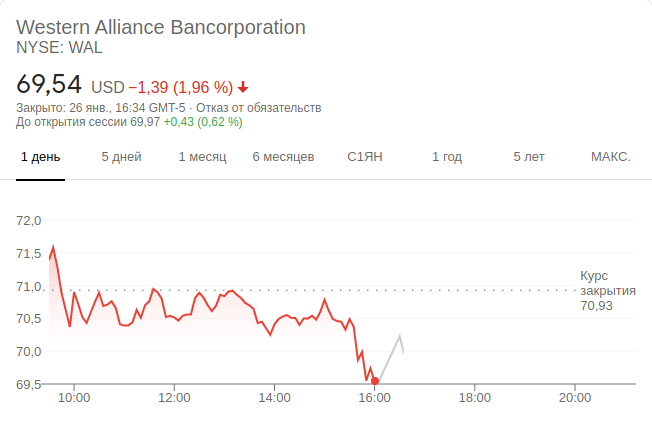 Western Alliance Bancorporation
NYSE: WAL
69,54 USD −1,39 (1,96 %)
Закрыто: 26 янв., 16:34 GMT-5 · Отказ от обязательств
До открытия сессии 69,97 +0,43 (0,62 %)
1 день 5 дней 1 месяц 6 месяцев С1ЯН 1 год 5 лет МАКС.
72,0
71,5
71,0
70,5
70,0
69,5
Курс
закрытия
70,93
10:00 12:00 14:00 16:00 18:00 20:00